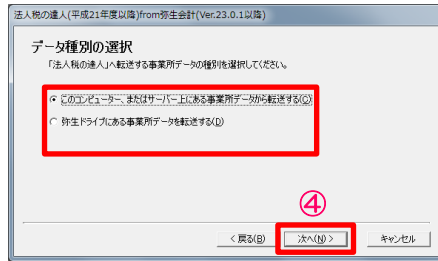 法人税の達人(平成21年度以降)from弥生会計(Ver.23.0.1以降)
データ種別の選択
「法人税の達人」へ転送する事業所データの種別を選択してください。
このコンピューター、またはサーバー上にある事業所データから転送する(O)
弥生ドライブにある事業所データを転送する(D)
④
< 戻る(B)
次へ(N) >
キャンセル